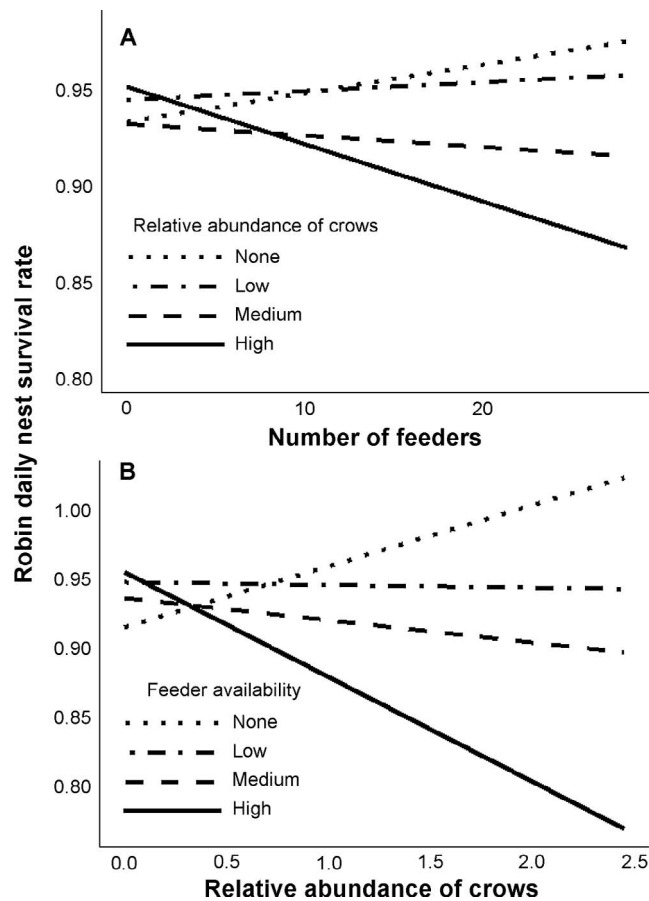 A
0.95
0.90
0.85
0.80
Relative abundance of crows
None
Low
Medium
High
0 10 20
Number of feeders
Robin daily nest survival rate
B
1.00
0.95
0.90
0.85
0.80
Feeder availability
None
Low
Medium
High
0.0 0.5 1.0 1.5 2.0 2.5
Relative abundance of crows